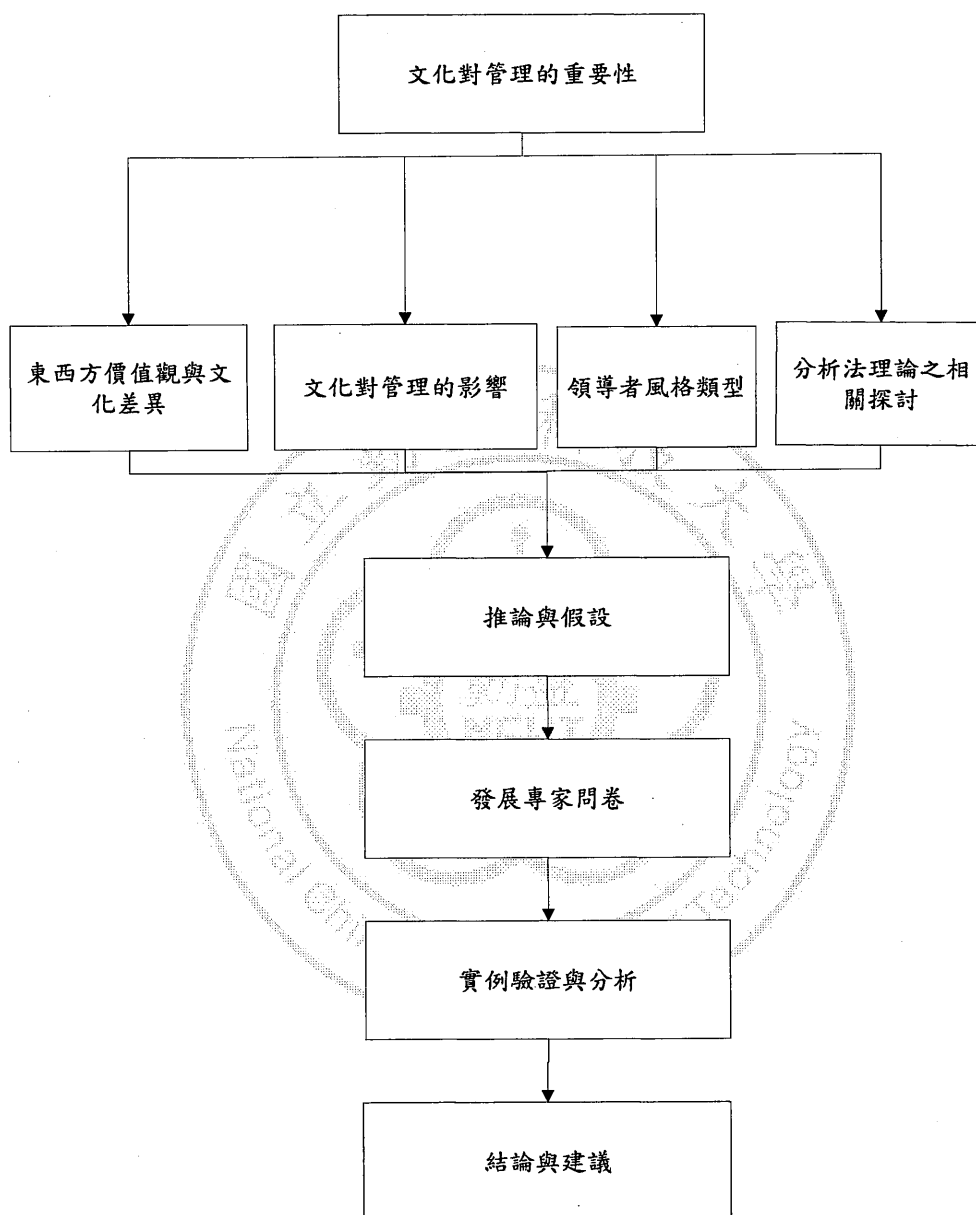 文化對管理的重要性
東西方價值觀與文
化差異
文化對管理的影響
領導者風格類型
分析法理論之相
關探討
推論與假設
發展專家問卷
實例驗證與分析
結論與建議
National
Technology